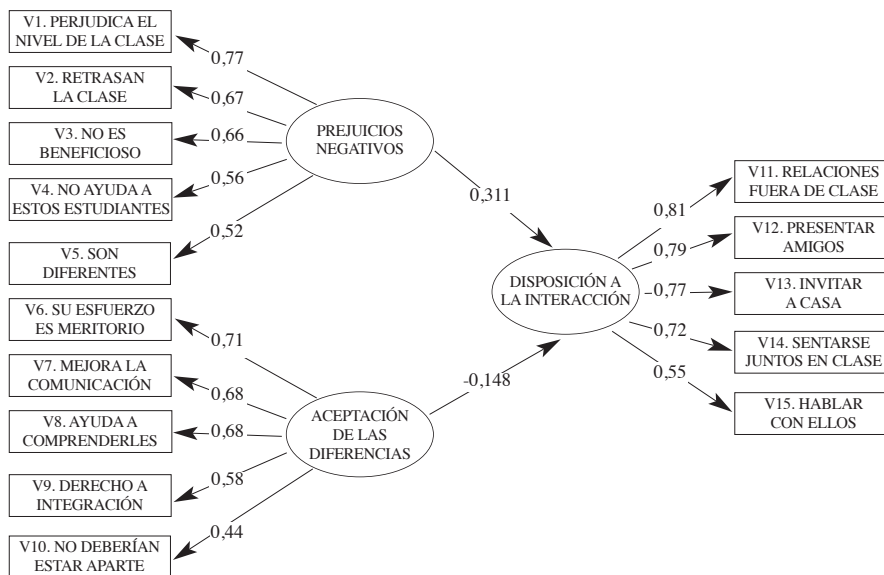 V1. PERJUDICA EL
NIVEL DE LA CLASE
0,77
V2. RETRASAN
LA CLASE
0,67
V3. NO ES
BENEFICIOSO
0,66
V4. NO AYUDA A
ESTOS ESTUDIANTES
0,56
V5. SON
DIFERENTES
0,52
PREJUICIOS
NEGATIVOS
0,311
V6. SU ESFUERZO
ES MERITORIO
0,71
V7. MEJORA LA
COMUNICACIÓN
0,68
V8. AYUDA A
COMPRENDERLES
0,68
V9. DERECHO A
INTEGRACIÓN
0,58
V10. NO DEBERÍAN
ESTAR APARTE
0,44
ACEPTACIÓN
DE LAS
DIFERENCIAS
-0,148
DISPOSICIÓN A
LA INTERACCIÓN
0,81
V11. RELACIONES
FUERA DE CLASE
0,79
V12. PRESENTAR
AMIGOS
0,77
V13. INVITAR
A CASA
0,72
V14. SENTARSE
JUNTOS EN CLASE
0,55
V15. HABLAR
CON ELLOS